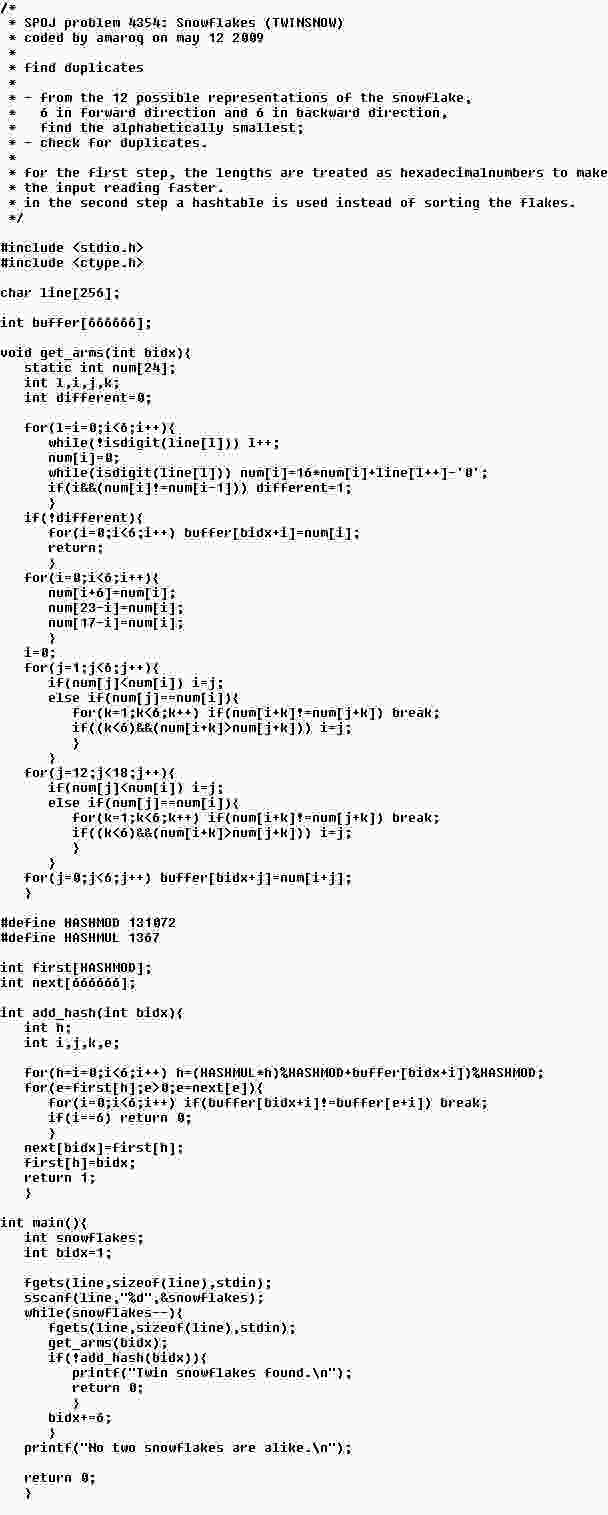 /*
 * SPOJ problem 4354: Snowflakes (TWINSNOW)
 * coded by amaroq on may 12 2009
 *
 * find duplicates
 *
 * - from the 12 possible representations of the snowflake,
 *   6 in forward direction and 6 in backward direction,
 *   find the alphabetically smallest;
 * - check for duplicates.
 *
 * for the first step, the lengths are treated as hexadecimalnumbers to make
 * the input reading faster.
 * in the second step a hashtable is used instead of sorting the flakes.
 */

#include <stdio.h>
#include <ctype.h>

char line[256];

int buffer[666666];

void get_arms(int bidx){
   static int num[24];
   int l,i,j,k;
   int different=0;

   for(l=i=0;i<6;i++){
      while(!isdigit(line[l])) l++;
      num[i]=0;
      while(isdigit(line[l])) num[i]=16*num[i]+line[l++]-'0';
      if(i&&(num[i]!=num[i-1])) different=1;
      }
   if(!different){
      for(i=0;i<6;i++) buffer[bidx+i]=num[i];
      return;
      }
   for(i=0;i<6;i++){
      num[i+6]=num[i];
      num[23-i]=num[i];
      num[17-i]=num[i];
      }
   i=0;
   for(j=1;j<6;j++){
      if(num[j]<num[i]) i=j;
      else if(num[j]==num[i]){
         for(k=1;k<6;k++) if(num[i+k]!=num[j+k]) break;
         if((k<6)&&(num[i+k]>num[j+k])) i=j;
         }
      }
   for(j=12;j<18;j++){
      if(num[j]<num[i]) i=j;
      else if(num[j]==num[i]){
         for(k=1;k<6;k++) if(num[i+k]!=num[j+k]) break;
         if((k<6)&&(num[i+k]>num[j+k])) i=j;
         }
      }
   for(j=0;j<6;j++) buffer[bidx+j]=num[i+j];
   }

#define HASHMOD 131072
#define HASHMUL 1367

int first[HASHMOD];
int next[666666];

int add_hash(int bidx){
   int h;
   int i,j,k,e;

   for(h=i=0;i<6;i++) h=(HASHMUL*h)%HASHMOD+buffer[bidx+i])%HASHMOD;
   for(e=first[h];e>0;e=next[e]){
      for(i=0;i<6;i++) if(buffer[bidx+i]!=buffer[e+i]) break;
      if(i==6) return 0;
      }
   next[bidx]=first[h];
   first[h]=bidx;
   return 1;
   }

int main(){
   int snowflakes;
   int bidx=1;

   fgets(line,sizeof(line),stdin);
   sscanf(line,"%d",&snowflakes);
   while(snowflakes--){
      fgets(line,sizeof(line),stdin);
      get_arms(bidx);
      if(!add_hash(bidx)){
         printf("Twin snowflakes found.\n");
         return 0;
         }
      bidx+=6;
      }
   printf("No two snowflakes are alike.\n");

   return 0;
   }